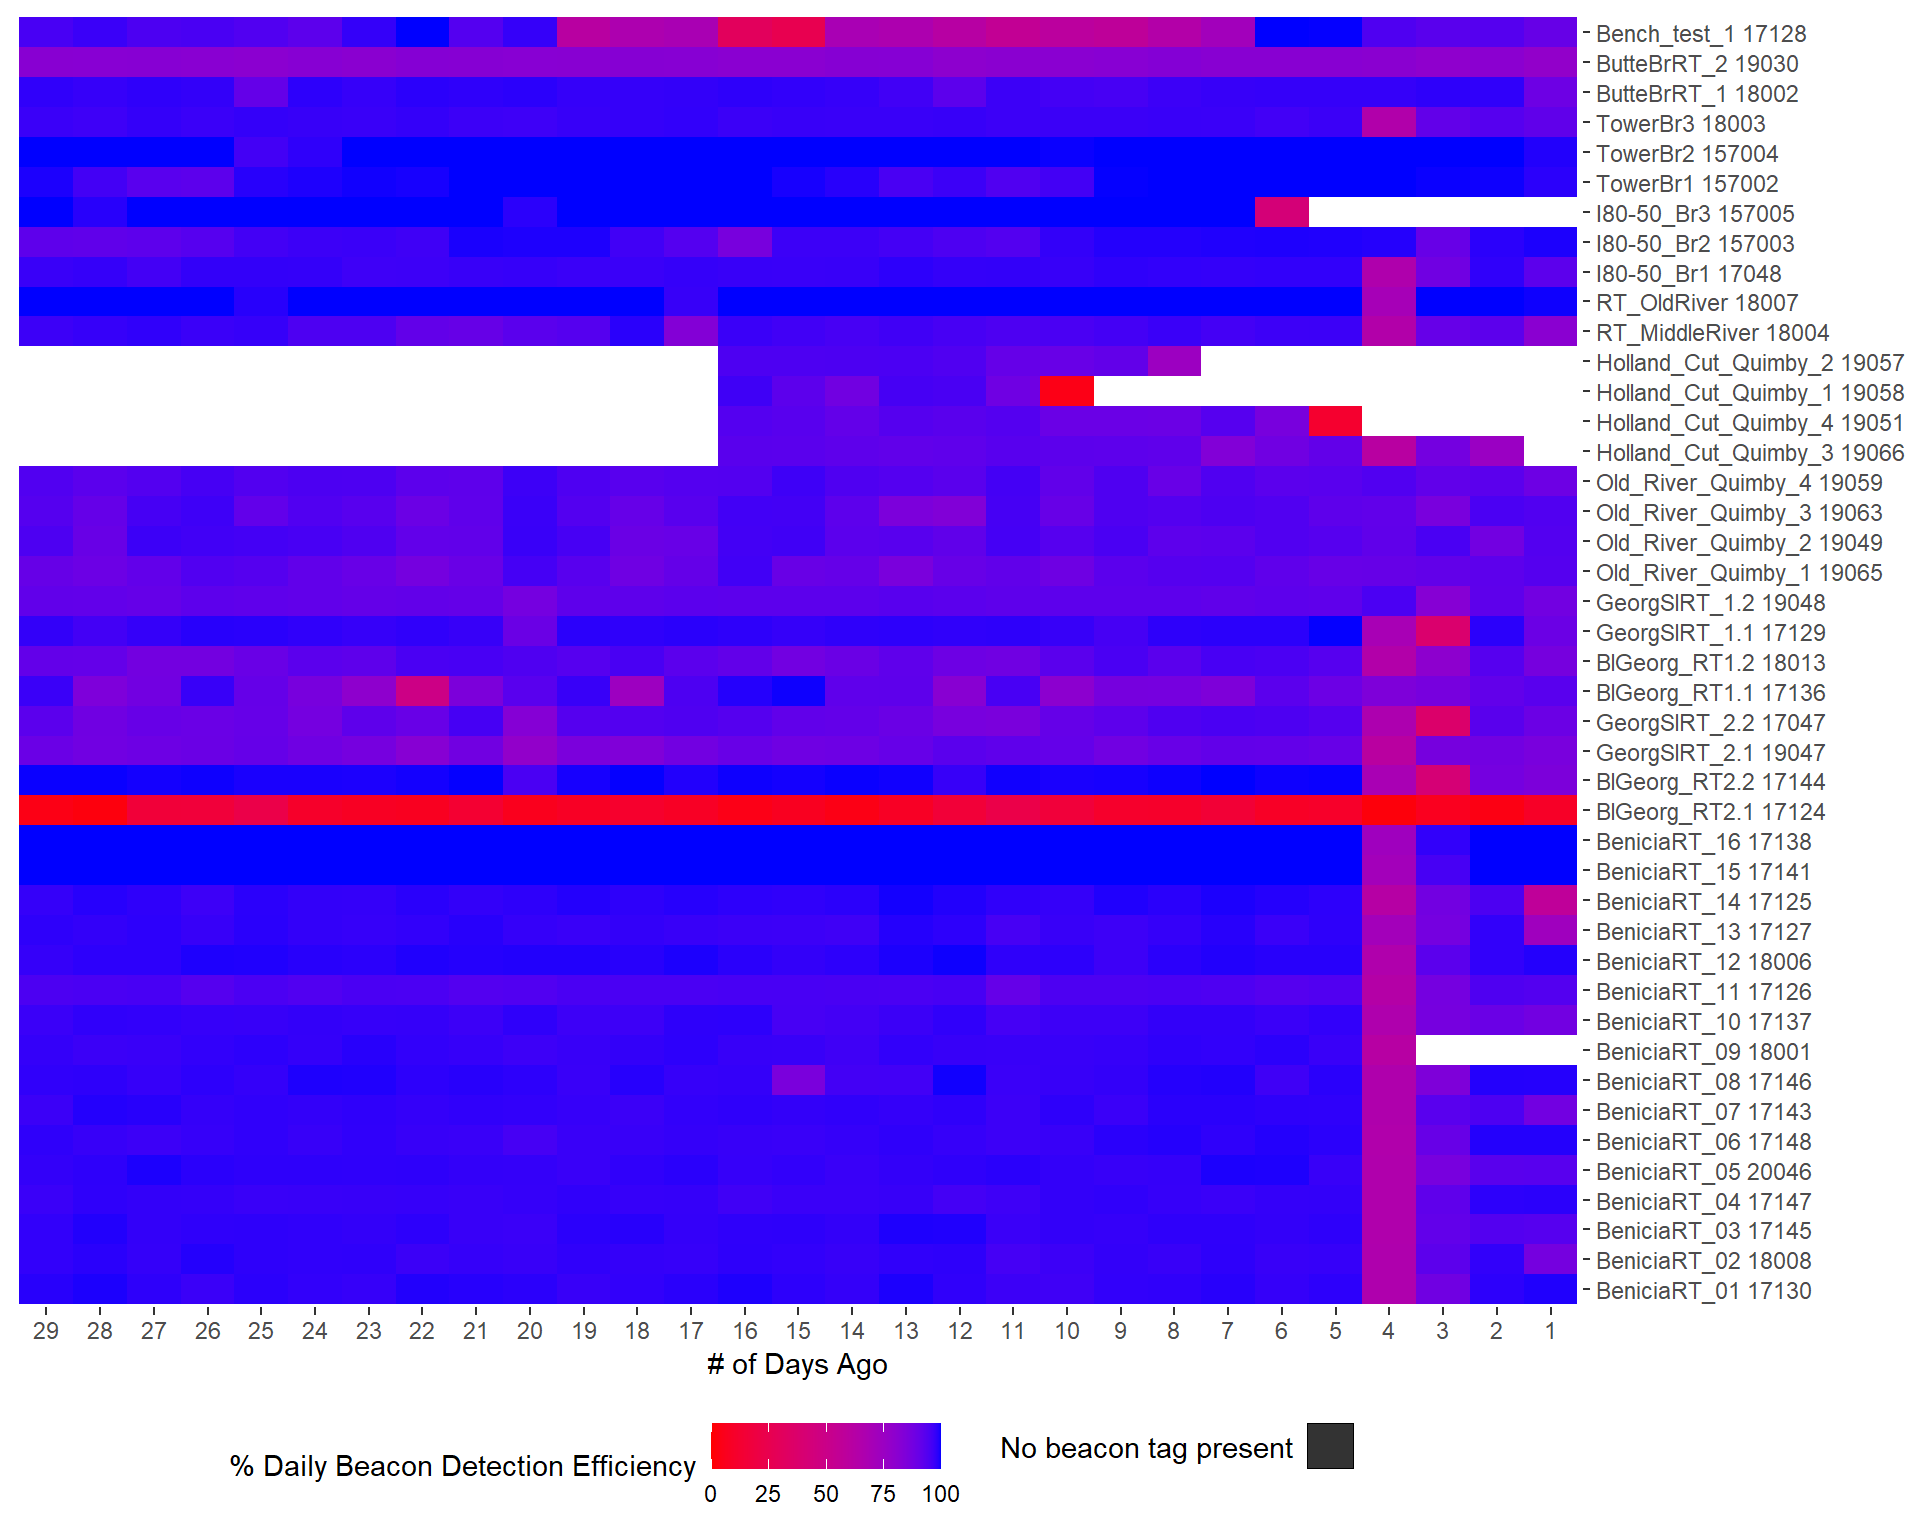 Bench_test_1 17128
ButteBrRT_2 19030
ButteBrRT_1 18002
TowerBr3 18003
TowerBr2 157004
TowerBr1 157002
I80-50_Br3 157005
I80-50_Br2 157003
I80-50_Br1 17048
RT_OldRiver 18007
RT_MiddleRiver 18004
Holland_Cut_Quimby_2 19057
Holland_Cut_Quimby_1 19058
Holland_Cut_Quimby_4 19051
Holland_Cut_Quimby_3 19066
Old_River_Quimby_4 19059
Old_River_Quimby_3 19063
Old_River_Quimby_2 19049
Old_River_Quimby_1 19065
GeorgSlRT_1.2 19048
GeorgSlRT_1.1 17129
BlGeorg_RT1.2 18013
BlGeorg_RT1.1 17136
GeorgSlRT_2.2 17047
GeorgSlRT_2.1 19047
BlGeorg_RT2.2 17144
BlGeorg_RT2.1 17124
BeniciaRT_16 17138
BeniciaRT_15 17141
BeniciaRT_14 17125
BeniciaRT_13 17127
BeniciaRT_12 18006
BeniciaRT_11 17126
BeniciaRT_10 17137
BeniciaRT_09 18001
BeniciaRT_08 17146
BeniciaRT_07 17143
BeniciaRT_06 17148
BeniciaRT_05 20046
BeniciaRT_04 17147
BeniciaRT_03 17145
BeniciaRT_02 18008
BeniciaRT_01 17130
29 28 27 26 25 24 23 22 21 20 19 18 17 16 15 14 13 12 11 10 9 8 7 6 5 4 3 2 1
# of Days Ago
% Daily Beacon Detection Efficiency
0 25 50 75 100
No beacon tag present